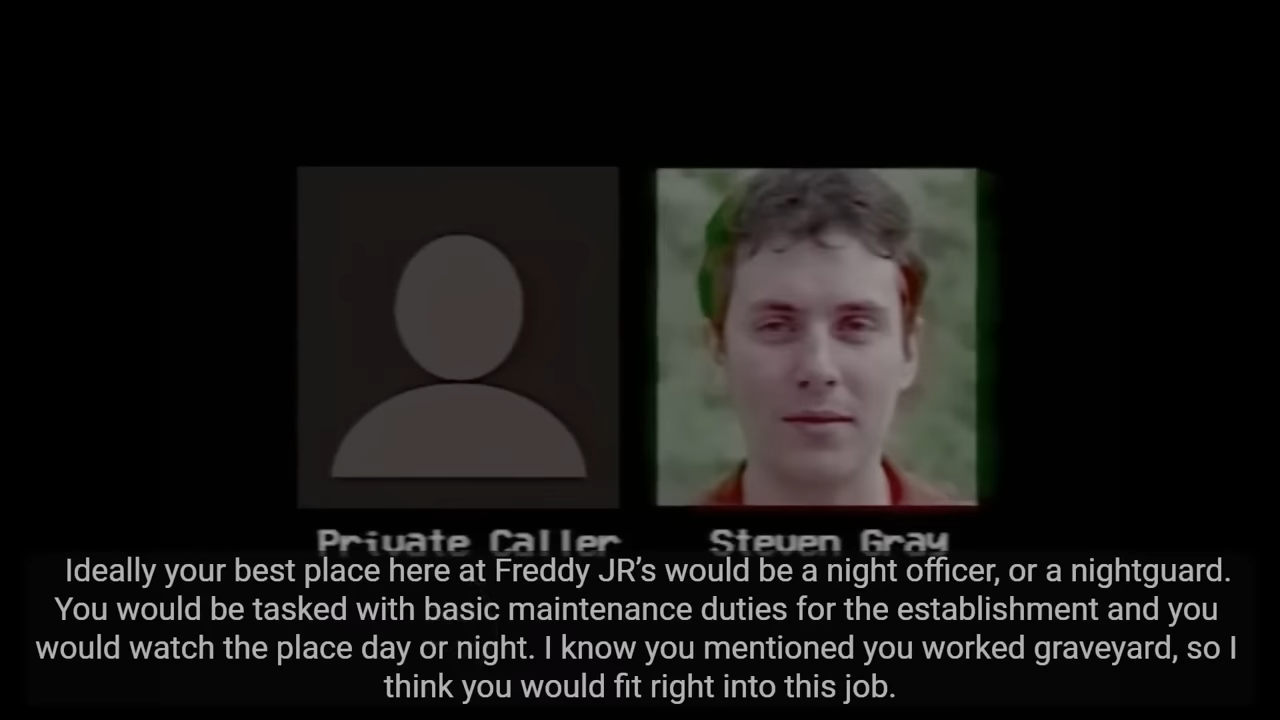 Private Caller Steven Gray
Ideally your best place here at Freddy JR’s would be a night officer, or a nightguard.
You would be tasked with basic maintenance duties for the establishment and you
would watch the place day or night. I know you mentioned you worked graveyard, so I
think you would fit right into this job.